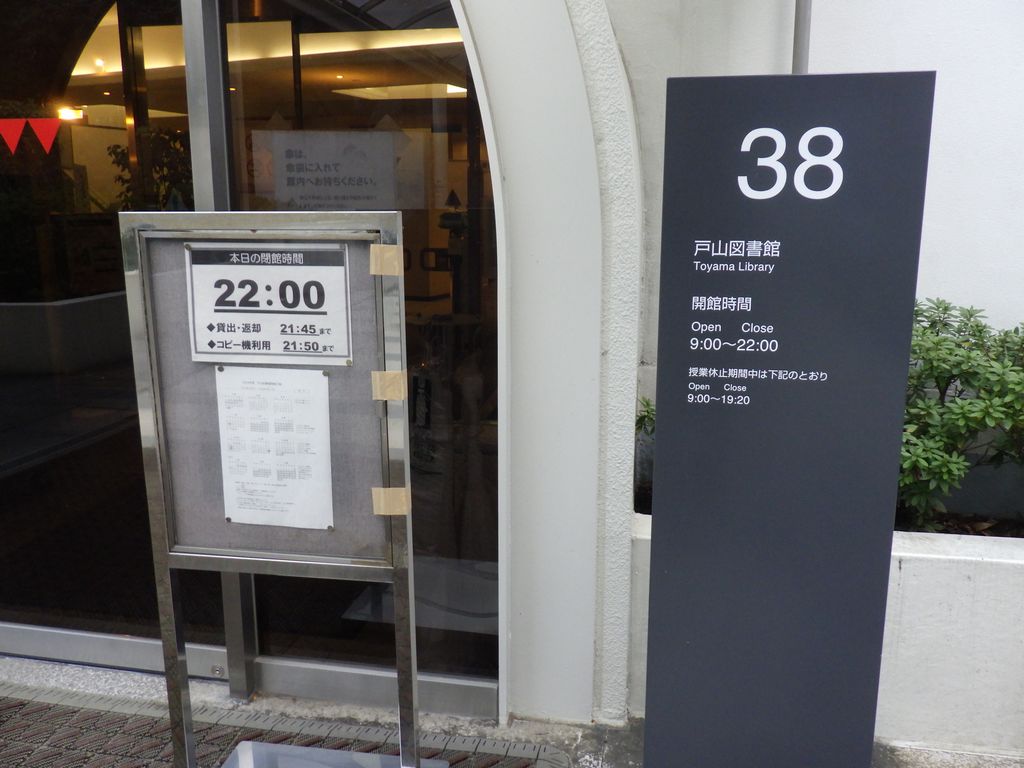 傘は、
傘袋に入れて
館内へお持ちください。
本日の閉館時間
22:00
◆貸出・返却 21:45まで
◆コピー機利用 21:50まで
38
戸山図書館
Toyama Library
開館時間
Open Close
9:00～22:00
授業休止期間中は下記のとおり
Open Close
9:00～19:20